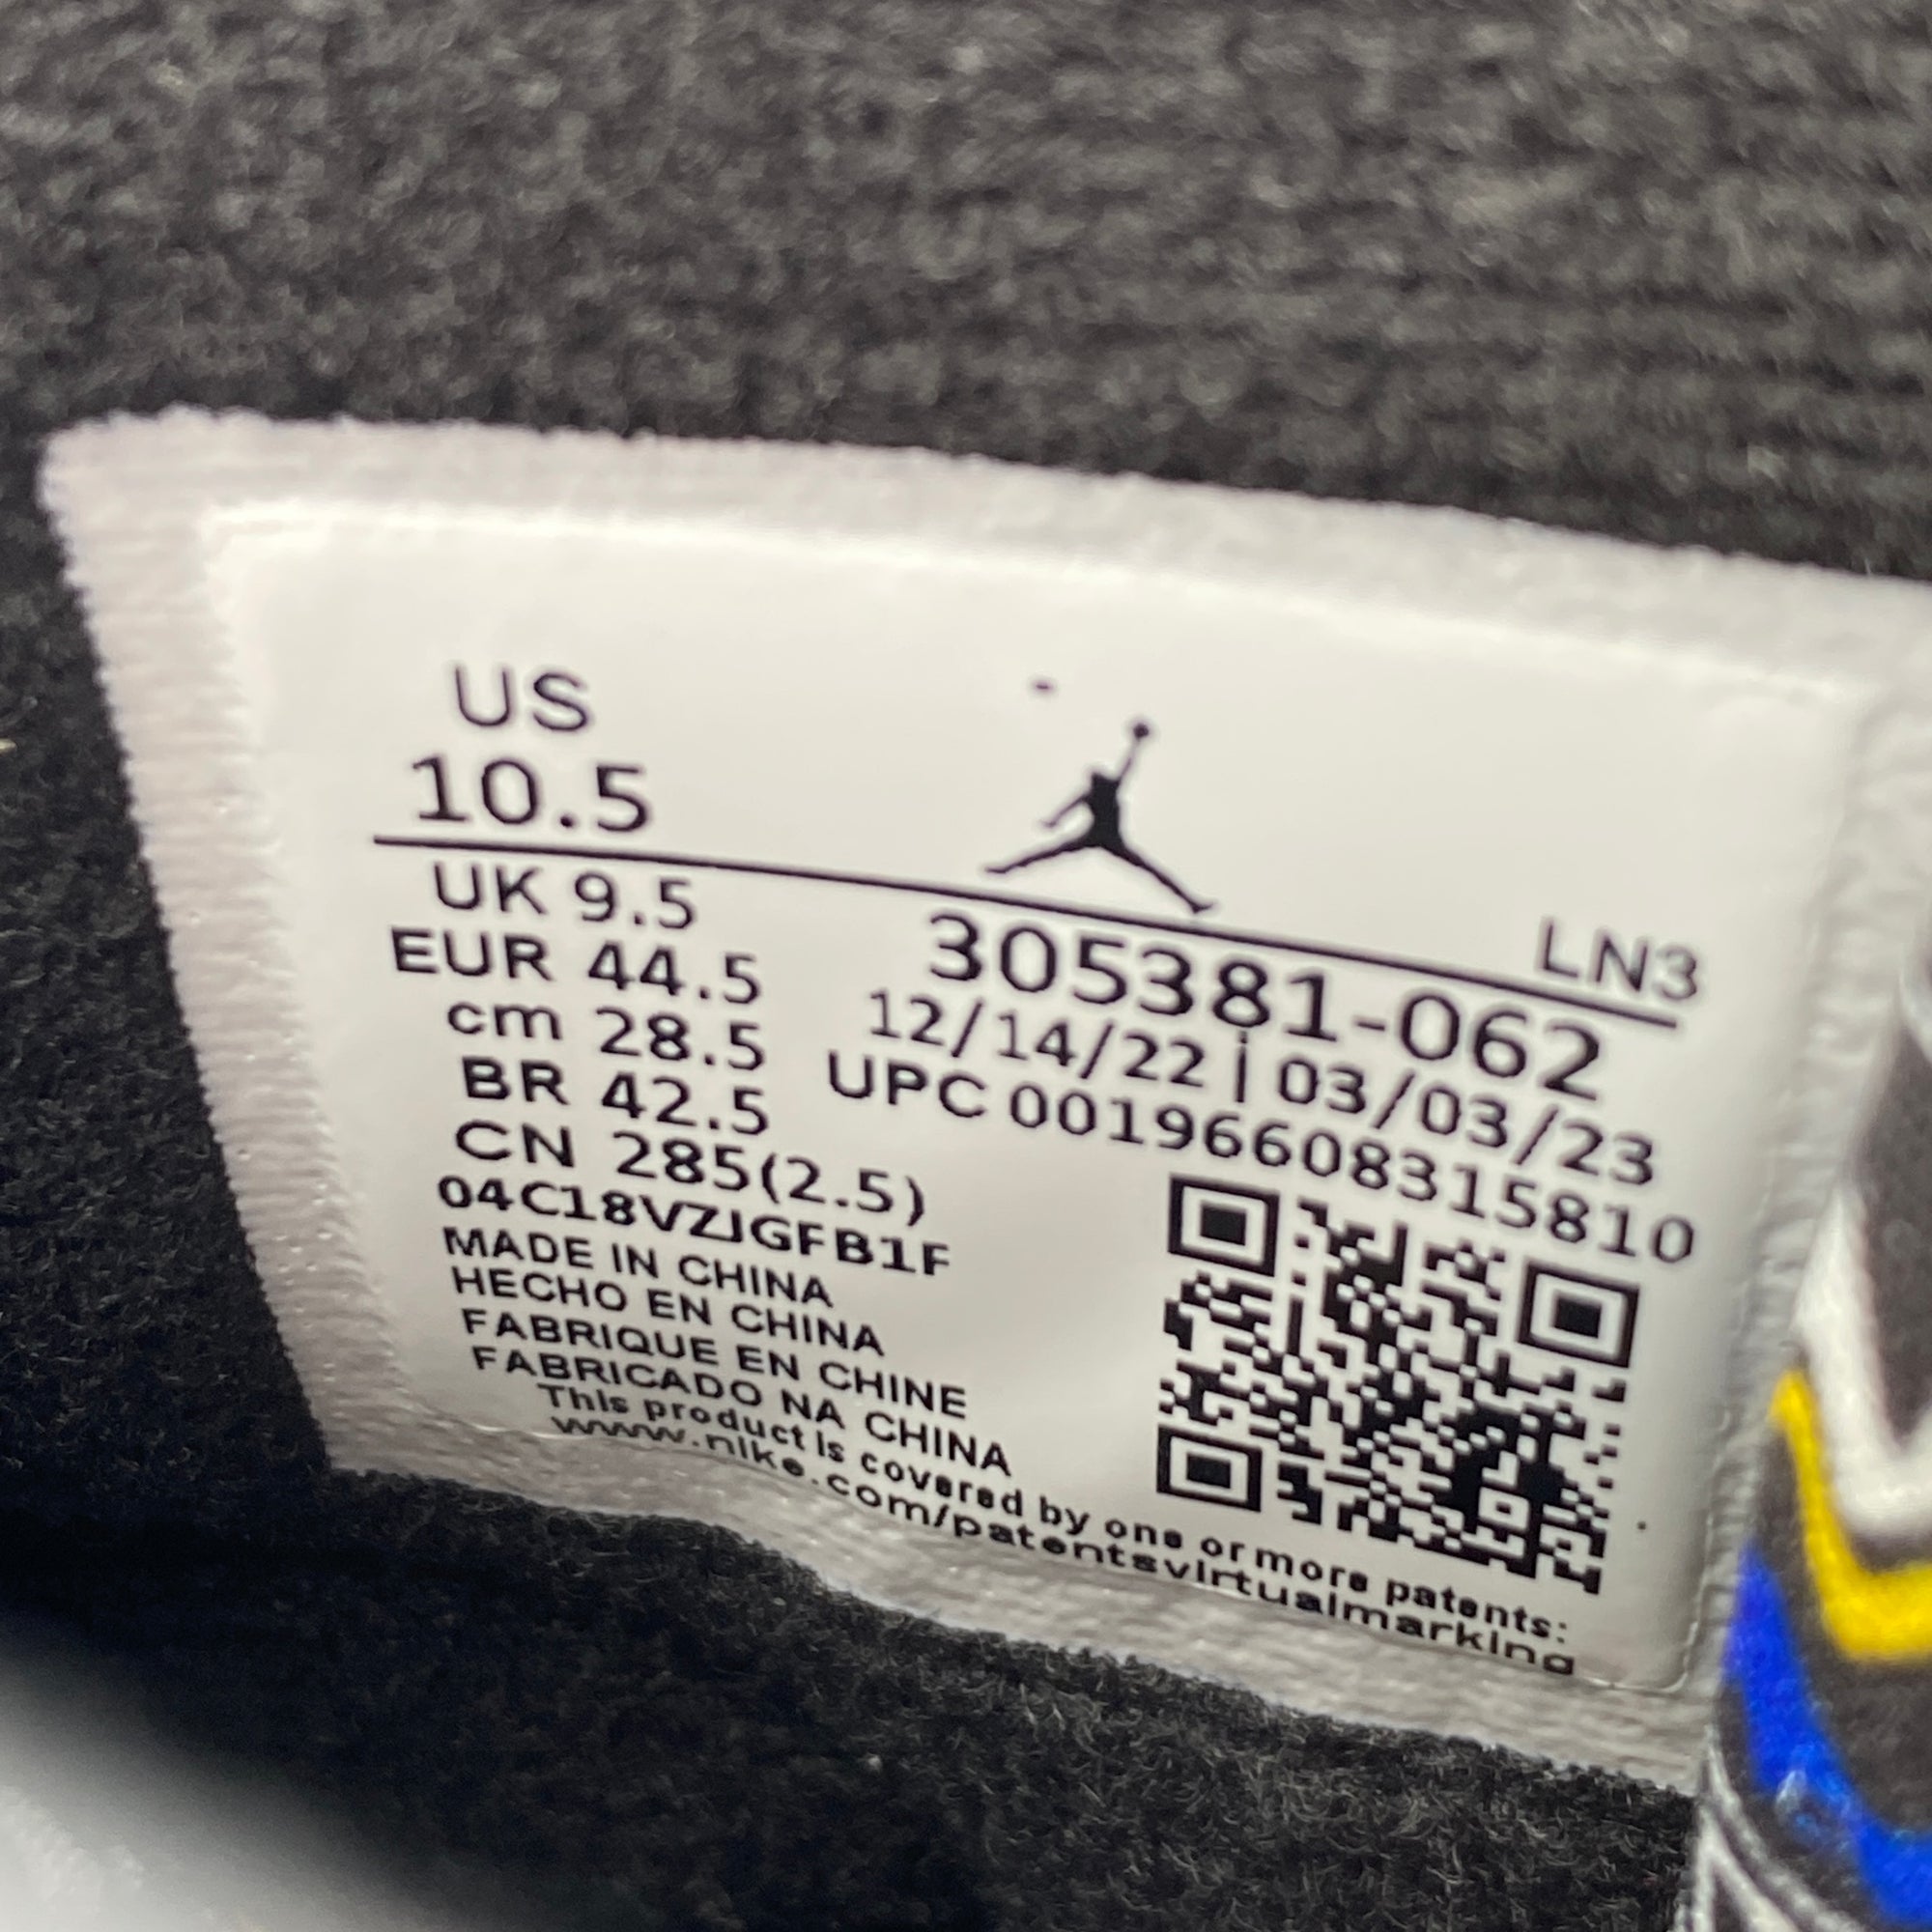 US
10.5
LN3
UK 9.5
EUR 44.5
cm 28.5
BR 42.5
CN 285(2.5)
305381-062
12/14/22 | 03/03/23
UPC 00196608315810
04C18VZJGFB1F
MADE IN CHINA
HECHO EN CHINA
FABRIQUE EN CHINE
FABRICADO NA CHINA
This product is covered by one or more patents:
www.nike.com/patentsvirtualmarking